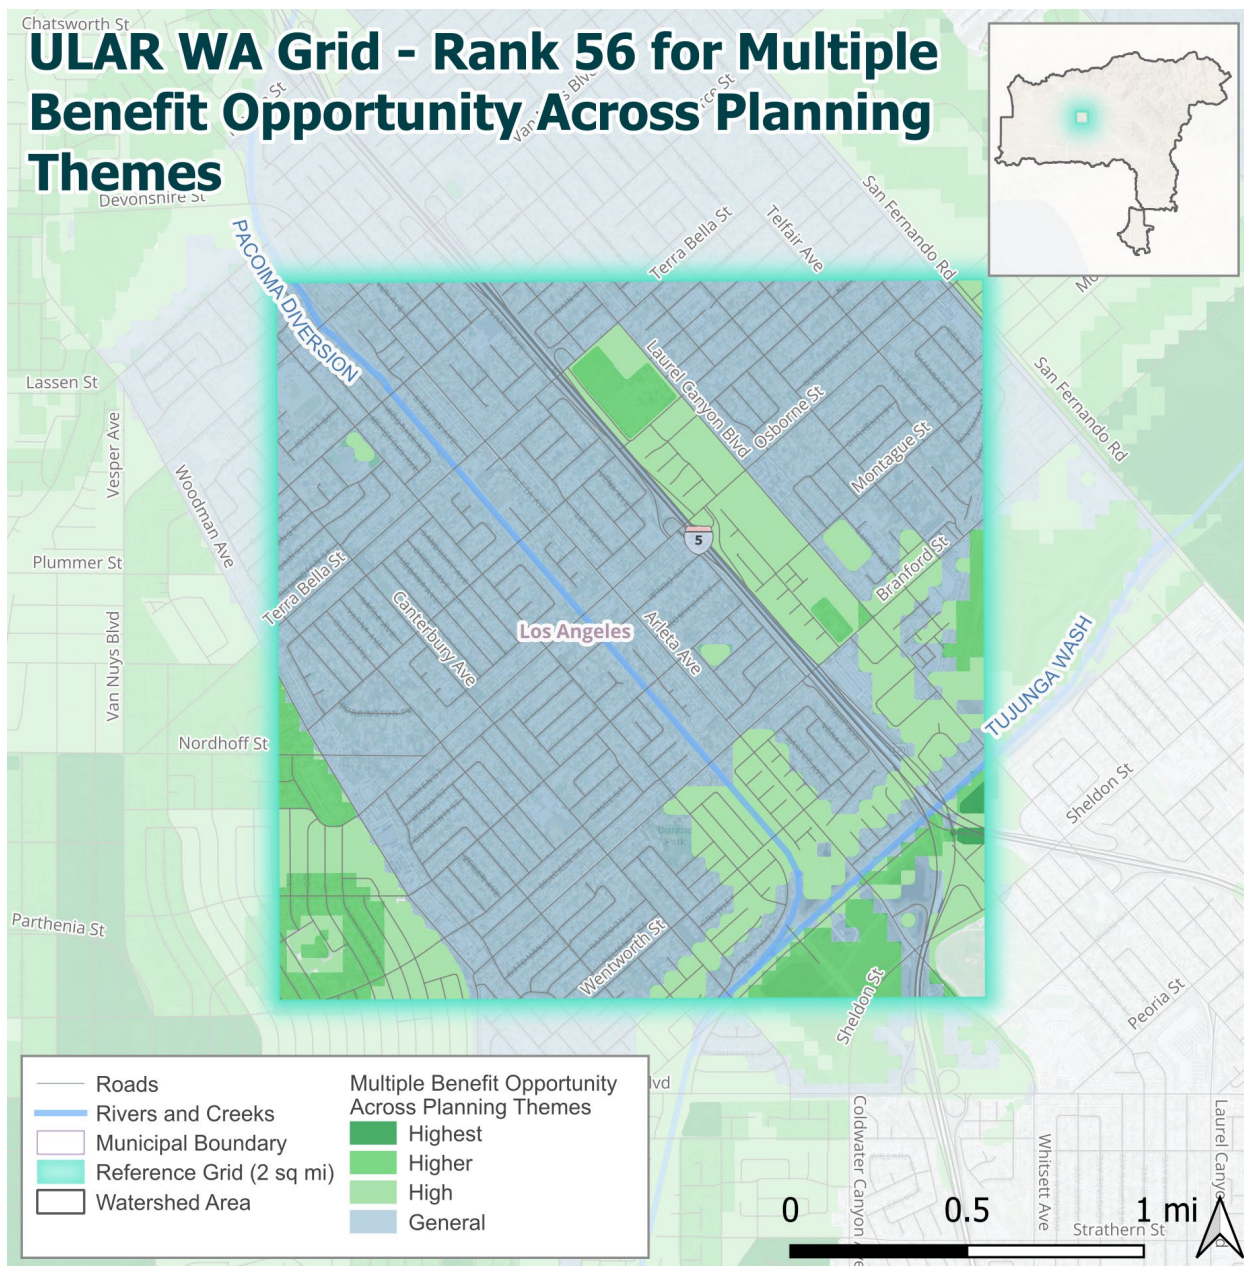 Chatsworth St
ULAR WA Grid - Rank 56 for Multiple
Benefit Opportunity Across Planning
Themes
Devonshire St
San Fernando Rd
Terra Bella St
Telfair Ave
PACOIMA DIVERSION
Lassen St
Laurel Canyon Blvd
Osborne St
San Fernando Rd
Vesper Ave
Woodman Ave
Montague St
5
Plummer St
Branford St
Terra Bella St
Canterbury Ave
Los Angeles
Arleta Ave
Van Nuys Blvd
TUJUNGA WASH
Nordhoff St
Sheldon St
Park
Parthenia St
Wentworth St
Sheldon St
Peoria St
lvd
Coldwater Canyon Ave
Whitsett Ave
Strathern St
Roads
Rivers and Creeks
Municipal Boundary
Reference Grid (2 sq mi)
Watershed Area
Multiple Benefit Opportunity
Across Planning Themes
Highest
Higher
High
General
0 0.5 1 mi